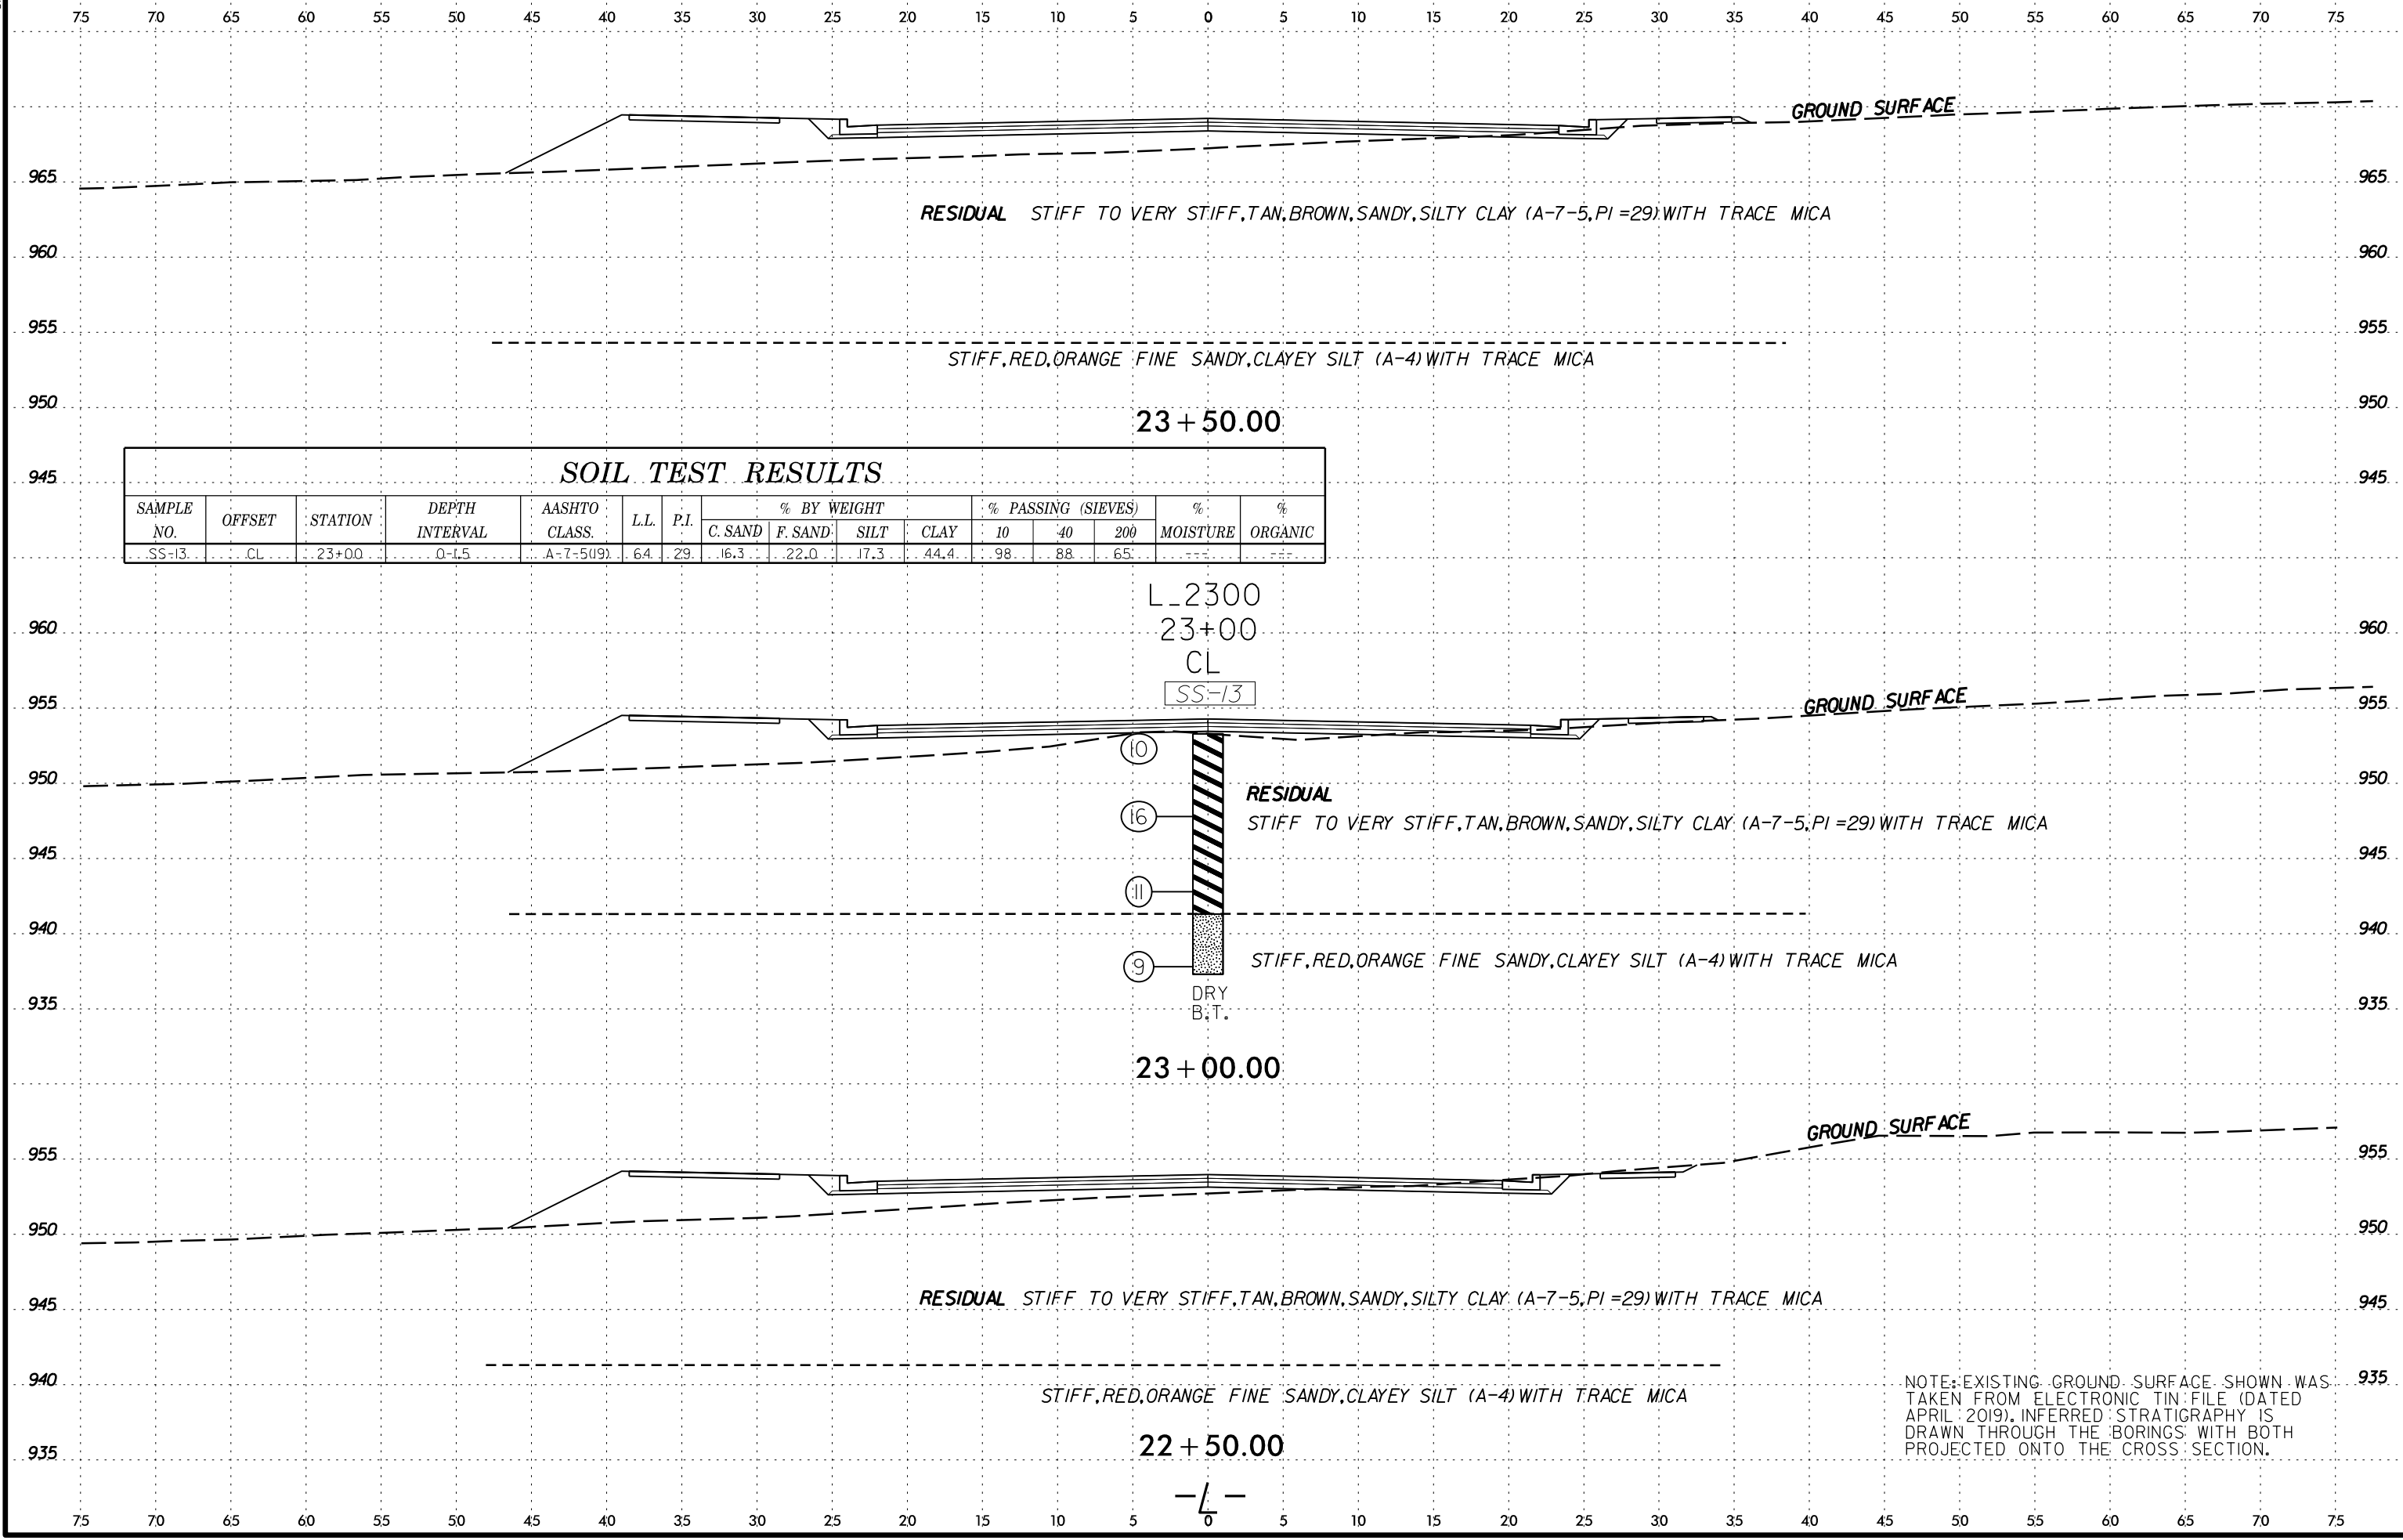 75 70 65 60 55 50 45 40 35 30 25 20 15 10 5 0 5 10 15 20 25 30 35 40 45 50 55 60 65 70 75
GROUND SURFACE
965 965
RESIDUAL STIFF TO VERY STIFF, TAN, BROWN, SANDY, SILTY CLAY (A-7-5, PI =29) WITH TRACE MICA
960 960
955 955
STIFF, RED, ORANGE FINE SANDY, CLAYEY SILT (A-4) WITH TRACE MICA
950 950
23+50.00
945 945
SOIL TEST RESULTS
SAMPLE NO. OFFSET STATION DEPTH INTERVAL AASHTO CLASS. L.L. P.I. % BY WEIGHT % PASSING (SIEVES) % MOISTURE % ORGANIC
C. SAND F. SAND SILT CLAY 10 40 200
SS-13 CL 23+00 0-1.5 A-7-5(19) 64 29 16.3 22.0 17.3 44.4 98 88 65 --- ---
L_2300
960 960
23+00
CL
SS-13
955 955
GROUND SURFACE
10
950 950
RESIDUAL
16
STIFF TO VERY STIFF, TAN, BROWN, SANDY, SILTY CLAY (A-7-5, PI =29) WITH TRACE MICA
945 945
11
940 940
9
STIFF, RED, ORANGE FINE SANDY, CLAYEY SILT (A-4) WITH TRACE MICA
DRY
B.T.
935 935
23+00.00
GROUND SURFACE
955 955
950 950
RESIDUAL STIFF TO VERY STIFF, TAN, BROWN, SANDY, SILTY CLAY (A-7-5, PI =29) WITH TRACE MICA
945 945
940 935
STIFF, RED, ORANGE FINE SANDY, CLAYEY SILT (A-4) WITH TRACE MICA
NOTE: EXISTING GROUND SURFACE SHOWN WAS
TAKEN FROM ELECTRONIC TIN FILE (DATED
APRIL 2019). INFERRED STRATIGRAPHY IS
DRAWN THROUGH THE BORINGS WITH BOTH
PROJECTED ONTO THE CROSS SECTION.
22+50.00
935
-L-
75 70 65 60 55 50 45 40 35 30 25 20 15 10 5 0 5 10 15 20 25 30 35 40 45 50 55 60 65 70 75